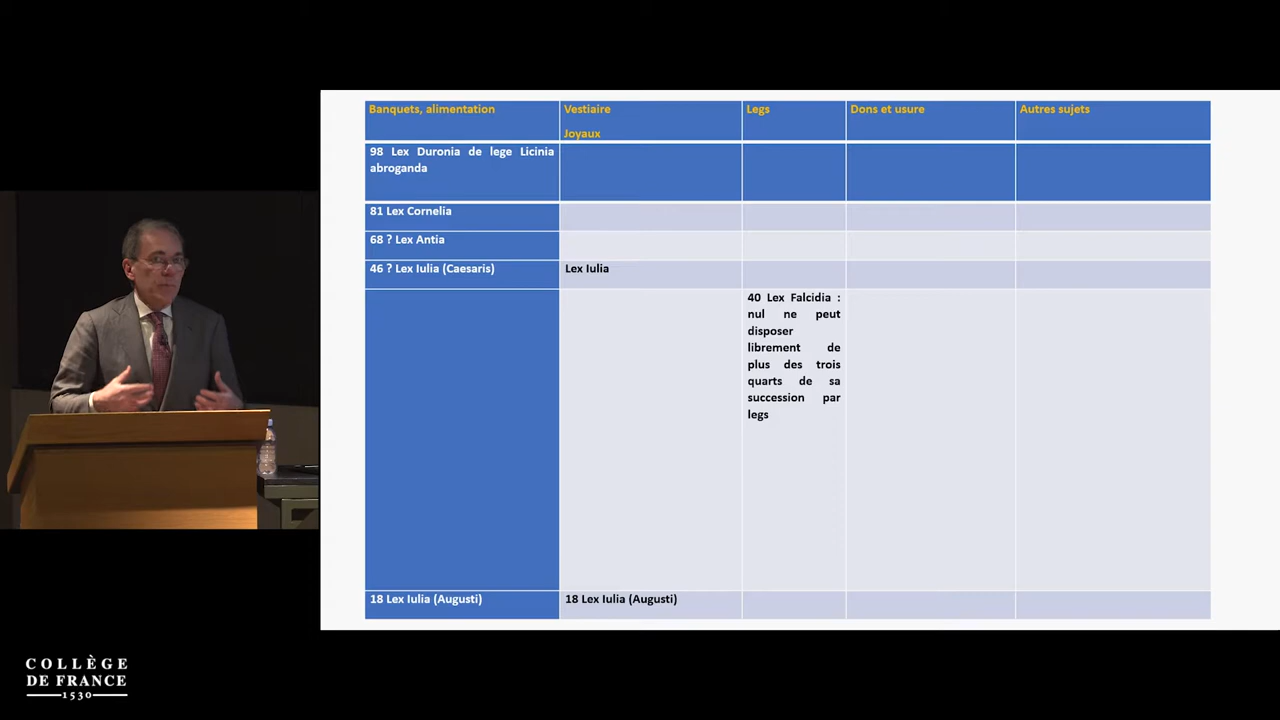 Banquets, alimentation
Vestiaire
Joyaux
Legs
Dons et usure
Autres sujets
98 Lex Duronia de lege Licinia
abroganda
81 Lex Cornelia
68 ? Lex Antia
46 ? Lex Iulia (Caesaris)
Lex Iulia
40 Lex Falcidia :
nul ne peut
disposer
librement de
plus des trois
quarts de sa
succession par
legs
18 Lex Iulia (Augusti)
18 Lex Iulia (Augusti)
COLLÈGE
DE FRANCE
1530